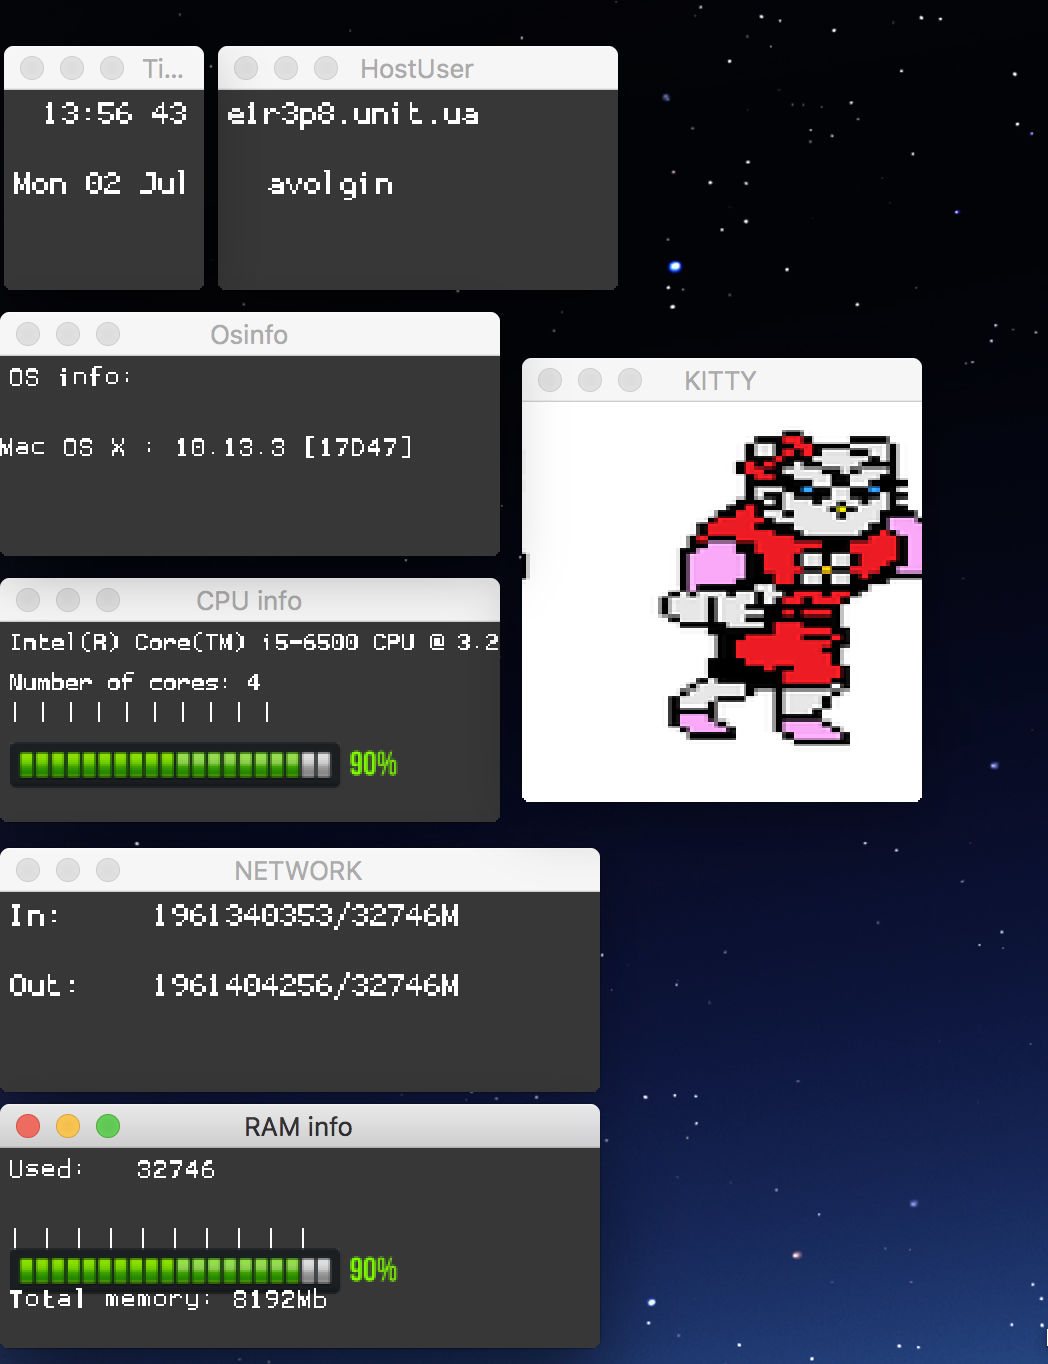 Ti...
13:56 43
Mon 02 Jul
HostUser
e1r3p8.unit.ua
avolgin
Osinfo
OS info:
Mac OS X : 10.13.3 [17D47]
KITTY
CPU info
Intel(R) Core(TM) i5-6500 CPU @ 3.2
Number of cores: 4
| | | | | | | | | |
90%
NETWORK
In: 1961340353/32746M
Out: 1961404256/32746M
RAM info
Used: 32746
| | | | | | | | | |
90%
Total memory: 8192Mb